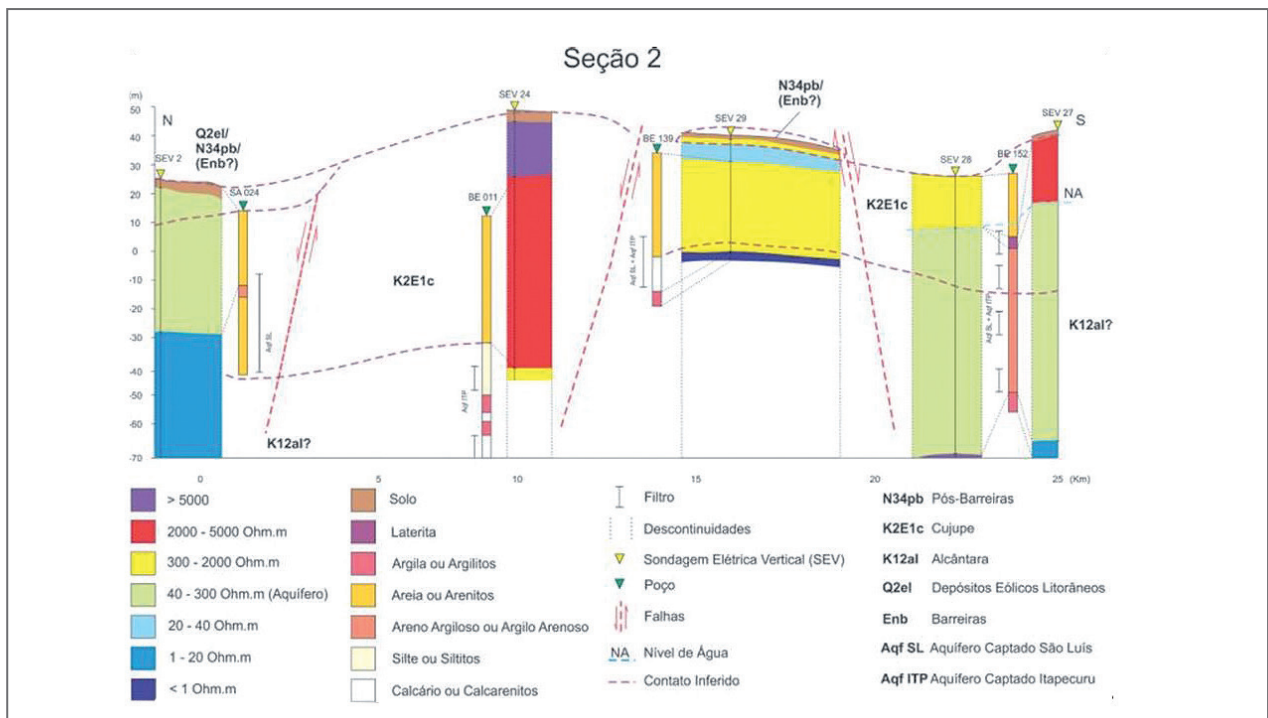 Seção 2
(m)
50
40
30
20
10
0
-10
-20
-30
-40
-50
-60
-70
N
S
SEV 2
Q2el/
N34pb/
(Enb?)
SA 024
Aqf SL
K12al?
K2E1c
BE 011
Aqf ITP
SEV 24
BE 139
Aqf SL + Aqf ITP
SEV 29
N34pb/
(Enb?)
K2E1c
SEV 28
BE 152
Aqf SL + Aqf ITP
SEV 27
NA
K12al?
0 5 10 15 20 25 (Km)
> 5000
2000 - 5000 Ohm.m
300 - 2000 Ohm.m
40 - 300 Ohm.m (Aquífero)
20 - 40 Ohm.m
1 - 20 Ohm.m
< 1 Ohm.m
Solo
Laterita
Argila ou Argilitos
Areia ou Arenitos
Areno Argiloso ou Argilo Arenoso
Silte ou Siltitos
Calcário ou Calcarenitos
Filtro
Descontinuidades
Sondagem Elétrica Vertical (SEV)
Poço
Falhas
NA Nível de Água
Contato Inferido
N34pb Pós-Barreiras
K2E1c Cujupe
K12al Alcântara
Q2el Depósitos Eólicos Litorâneos
Enb Barreiras
Aqf SL Aquífero Captado São Luís
Aqf ITP Aquífero Captado Itapecuru